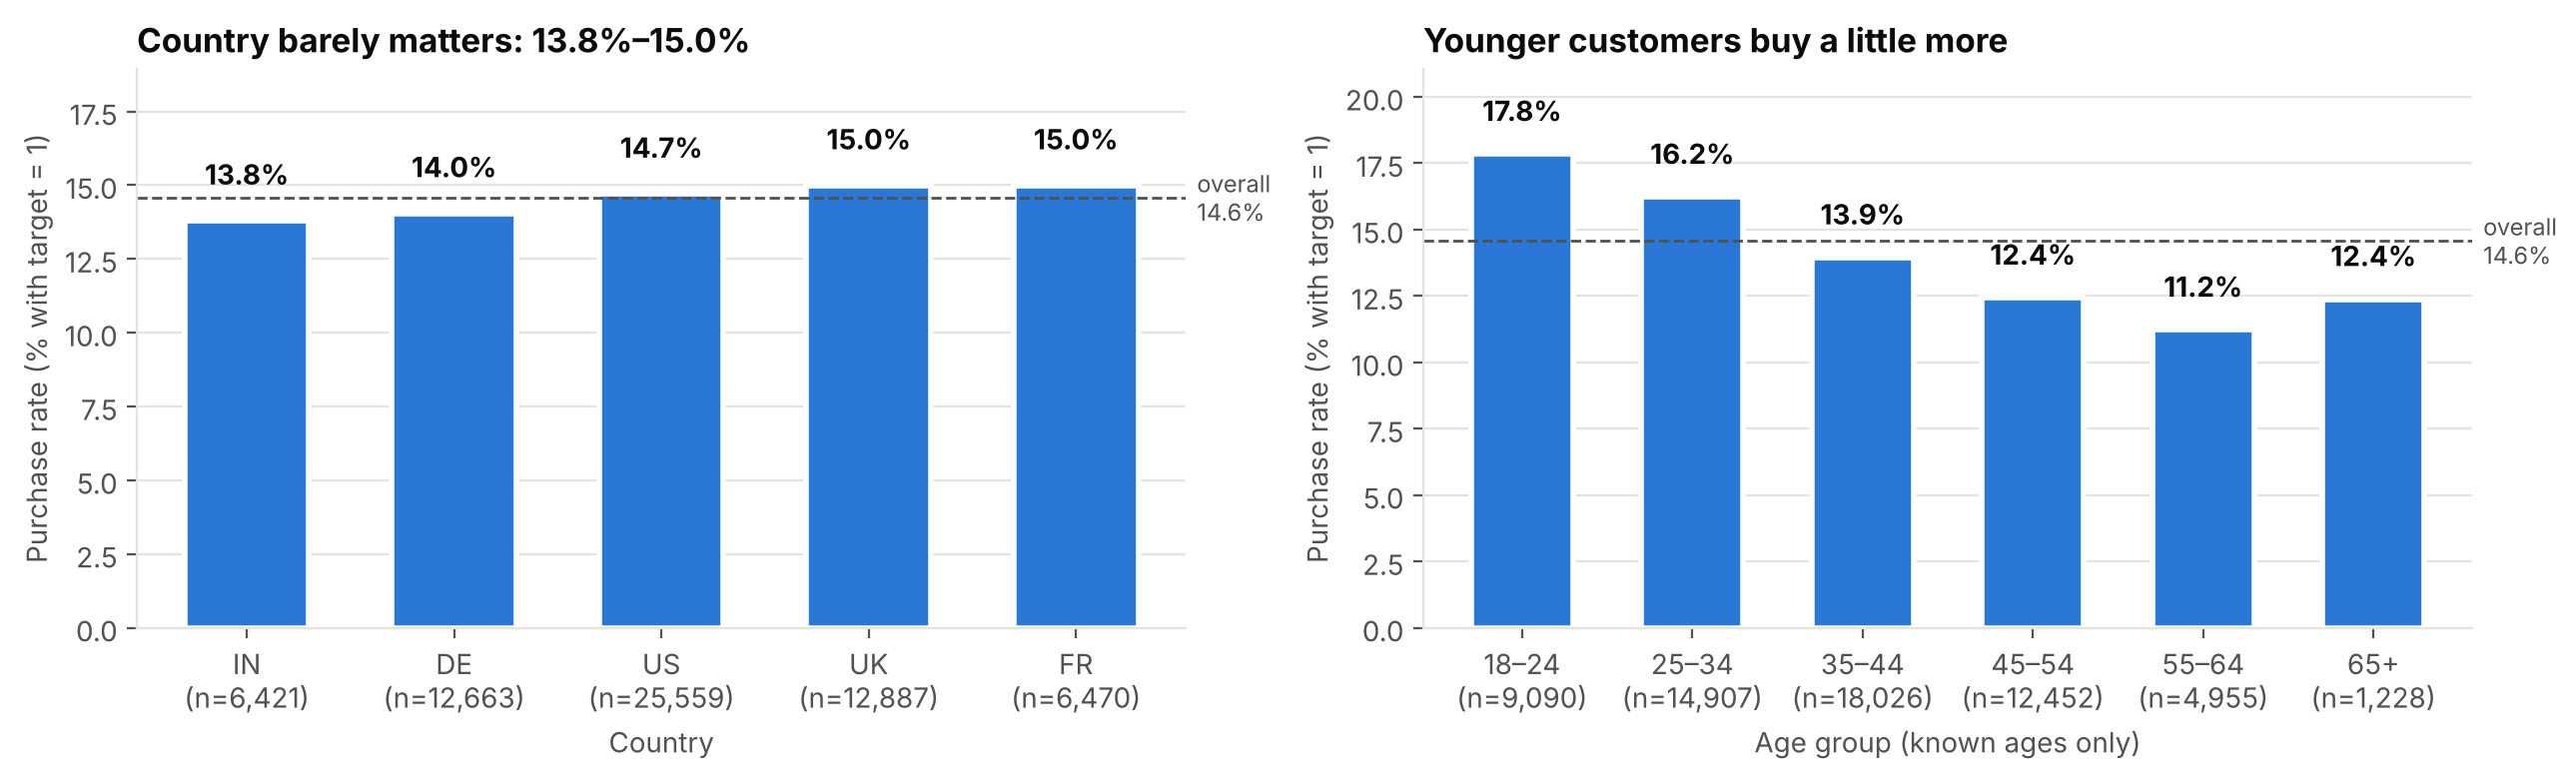 Country barely matters: 13.8%–15.0%
Purchase rate (% with target = 1)
17.5
15.0
12.5
10.0
7.5
5.0
2.5
0.0
13.8%
14.0%
14.7%
15.0%
15.0%
overall
14.6%
IN
(n=6,421)
DE
(n=12,663)
US
(n=25,559)
UK
(n=12,887)
FR
(n=6,470)
Country
Younger customers buy a little more
Purchase rate (% with target = 1)
20.0
17.5
15.0
12.5
10.0
7.5
5.0
2.5
0.0
17.8%
16.2%
13.9%
12.4%
11.2%
12.4%
overall
14.6%
18–24
(n=9,090)
25–34
(n=14,907)
35–44
(n=18,026)
45–54
(n=12,452)
55–64
(n=4,955)
65+
(n=1,228)
Age group (known ages only)